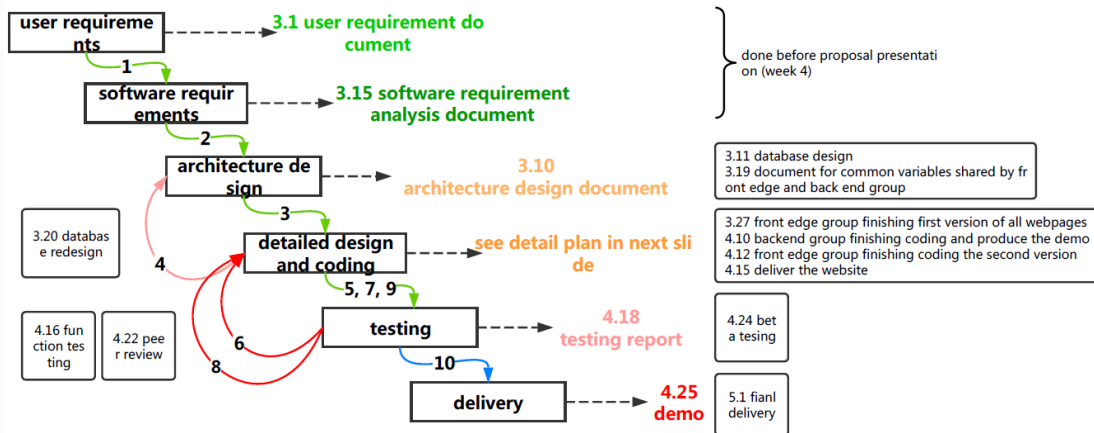 user requireme
nts
3.1 user requirement do
cument
done before proposal presentati
on (week 4)
1
software requir
ements
3.15 software requirement
analysis document
2
architecture de
sign
3.10
architecture design document
3.11 database design
3.19 document for common variables shared by fr
ont edge and back end group
3
3.20 databas
e redesign
4
detailed design
and coding
see detail plan in next sli
de
3.27 front edge group finishing first version of all webpages
4.10 backend group finishing coding and produce the demo
4.12 front edge group finishing coding the second version
4.15 deliver the website
5, 7, 9
4.16 fun
ction tes
ting
4.22 pee
r review
6
8
testing
4.18
testing report
4.24 bet
a tesing
10
delivery
4.25
demo
5.1 fianl
delivery